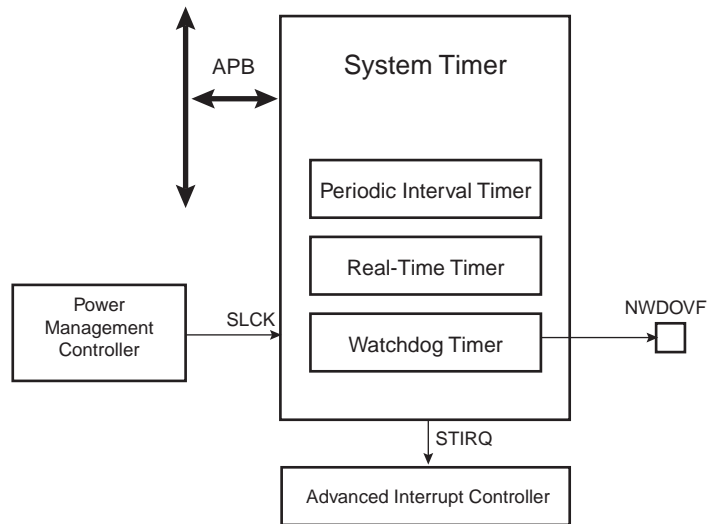 APB
System Timer
Periodic Interval Timer
Real-Time Timer
Power
Management
Controller
SLCK
Watchdog Timer
NWDOVF
STIRQ
Advanced Interrupt Controller